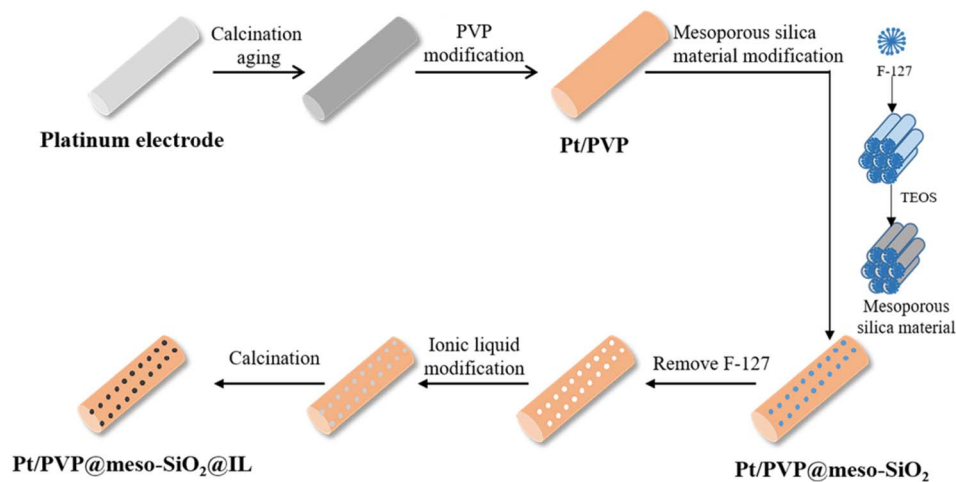 Calcination
aging
PVP
modification
Mesoporous silica
material modification
F-127
Platinum electrode
Pt/PVP
TEOS
Mesoporous
silica material
Calcination
Ionic liquid
modification
Remove F-127
Pt/PVP@meso-SiO₂@IL
Pt/PVP@meso-SiO₂